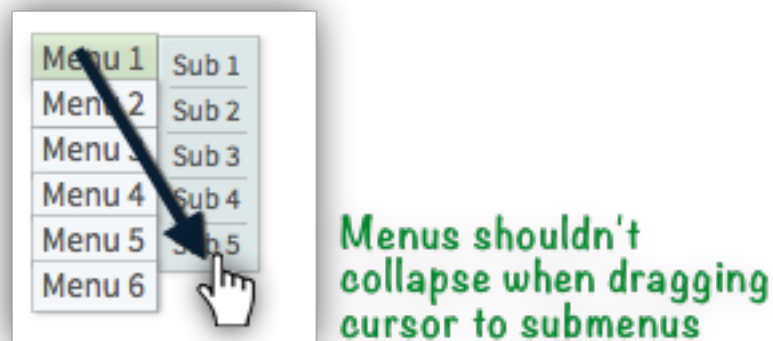 Menu 1
Menu 2
Menu
Menu 4
Menu 5
Menu 6
Sub 1
Sub 2
Sub 3
Sub 4
Sub 5
Menus shouldn't
collapse when dragging
cursor to submenus